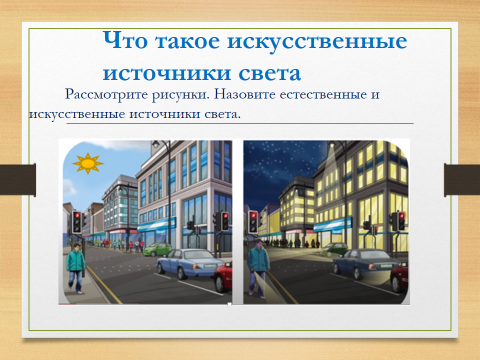 Что такое искусственные
источники света
Рассмотрите рисунки. Назовите естественные и
искусственные источники света.